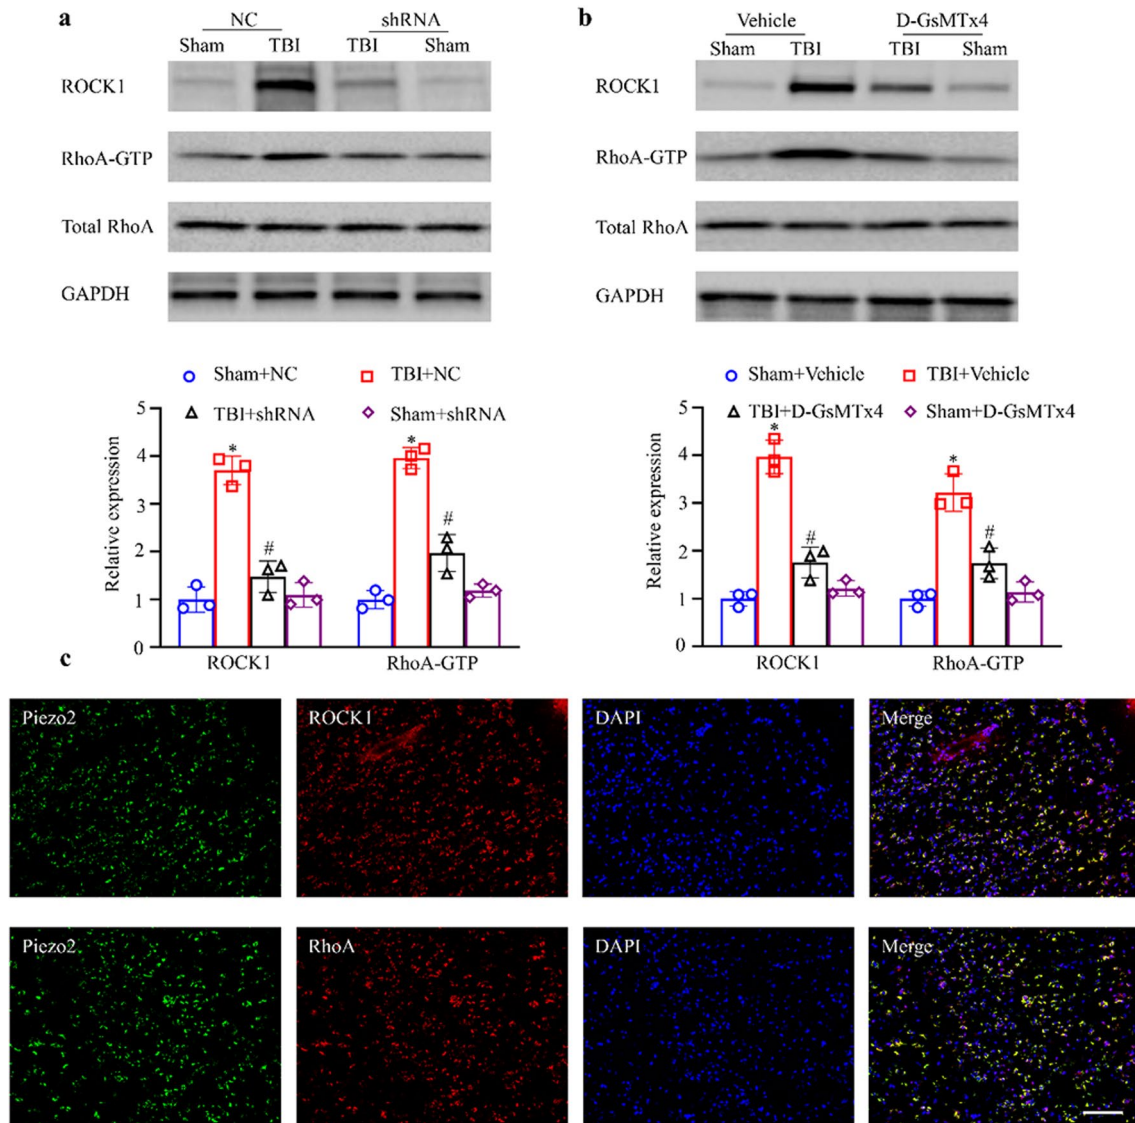 a
NC shRNA
Sham TBI TBI Sham
ROCK1
RhoA-GTP
Total RhoA
GAPDH
Sham+NC TBI+NC
TBI+shRNA Sham+shRNA
Relative expression
5
4
3
2
1
0
* * # #
ROCK1 RhoA-GTP
b
Vehicle D-GsMTx4
Sham TBI TBI Sham
ROCK1
RhoA-GTP
Total RhoA
GAPDH
Sham+Vehicle TBI+Vehicle
TBI+D-GsMTx4 Sham+D-GsMTx4
Relative expression
5
4
3
2
1
0
* * # #
ROCK1 RhoA-GTP
c
Piezo2 ROCK1 DAPI Merge
Piezo2 RhoA DAPI Merge